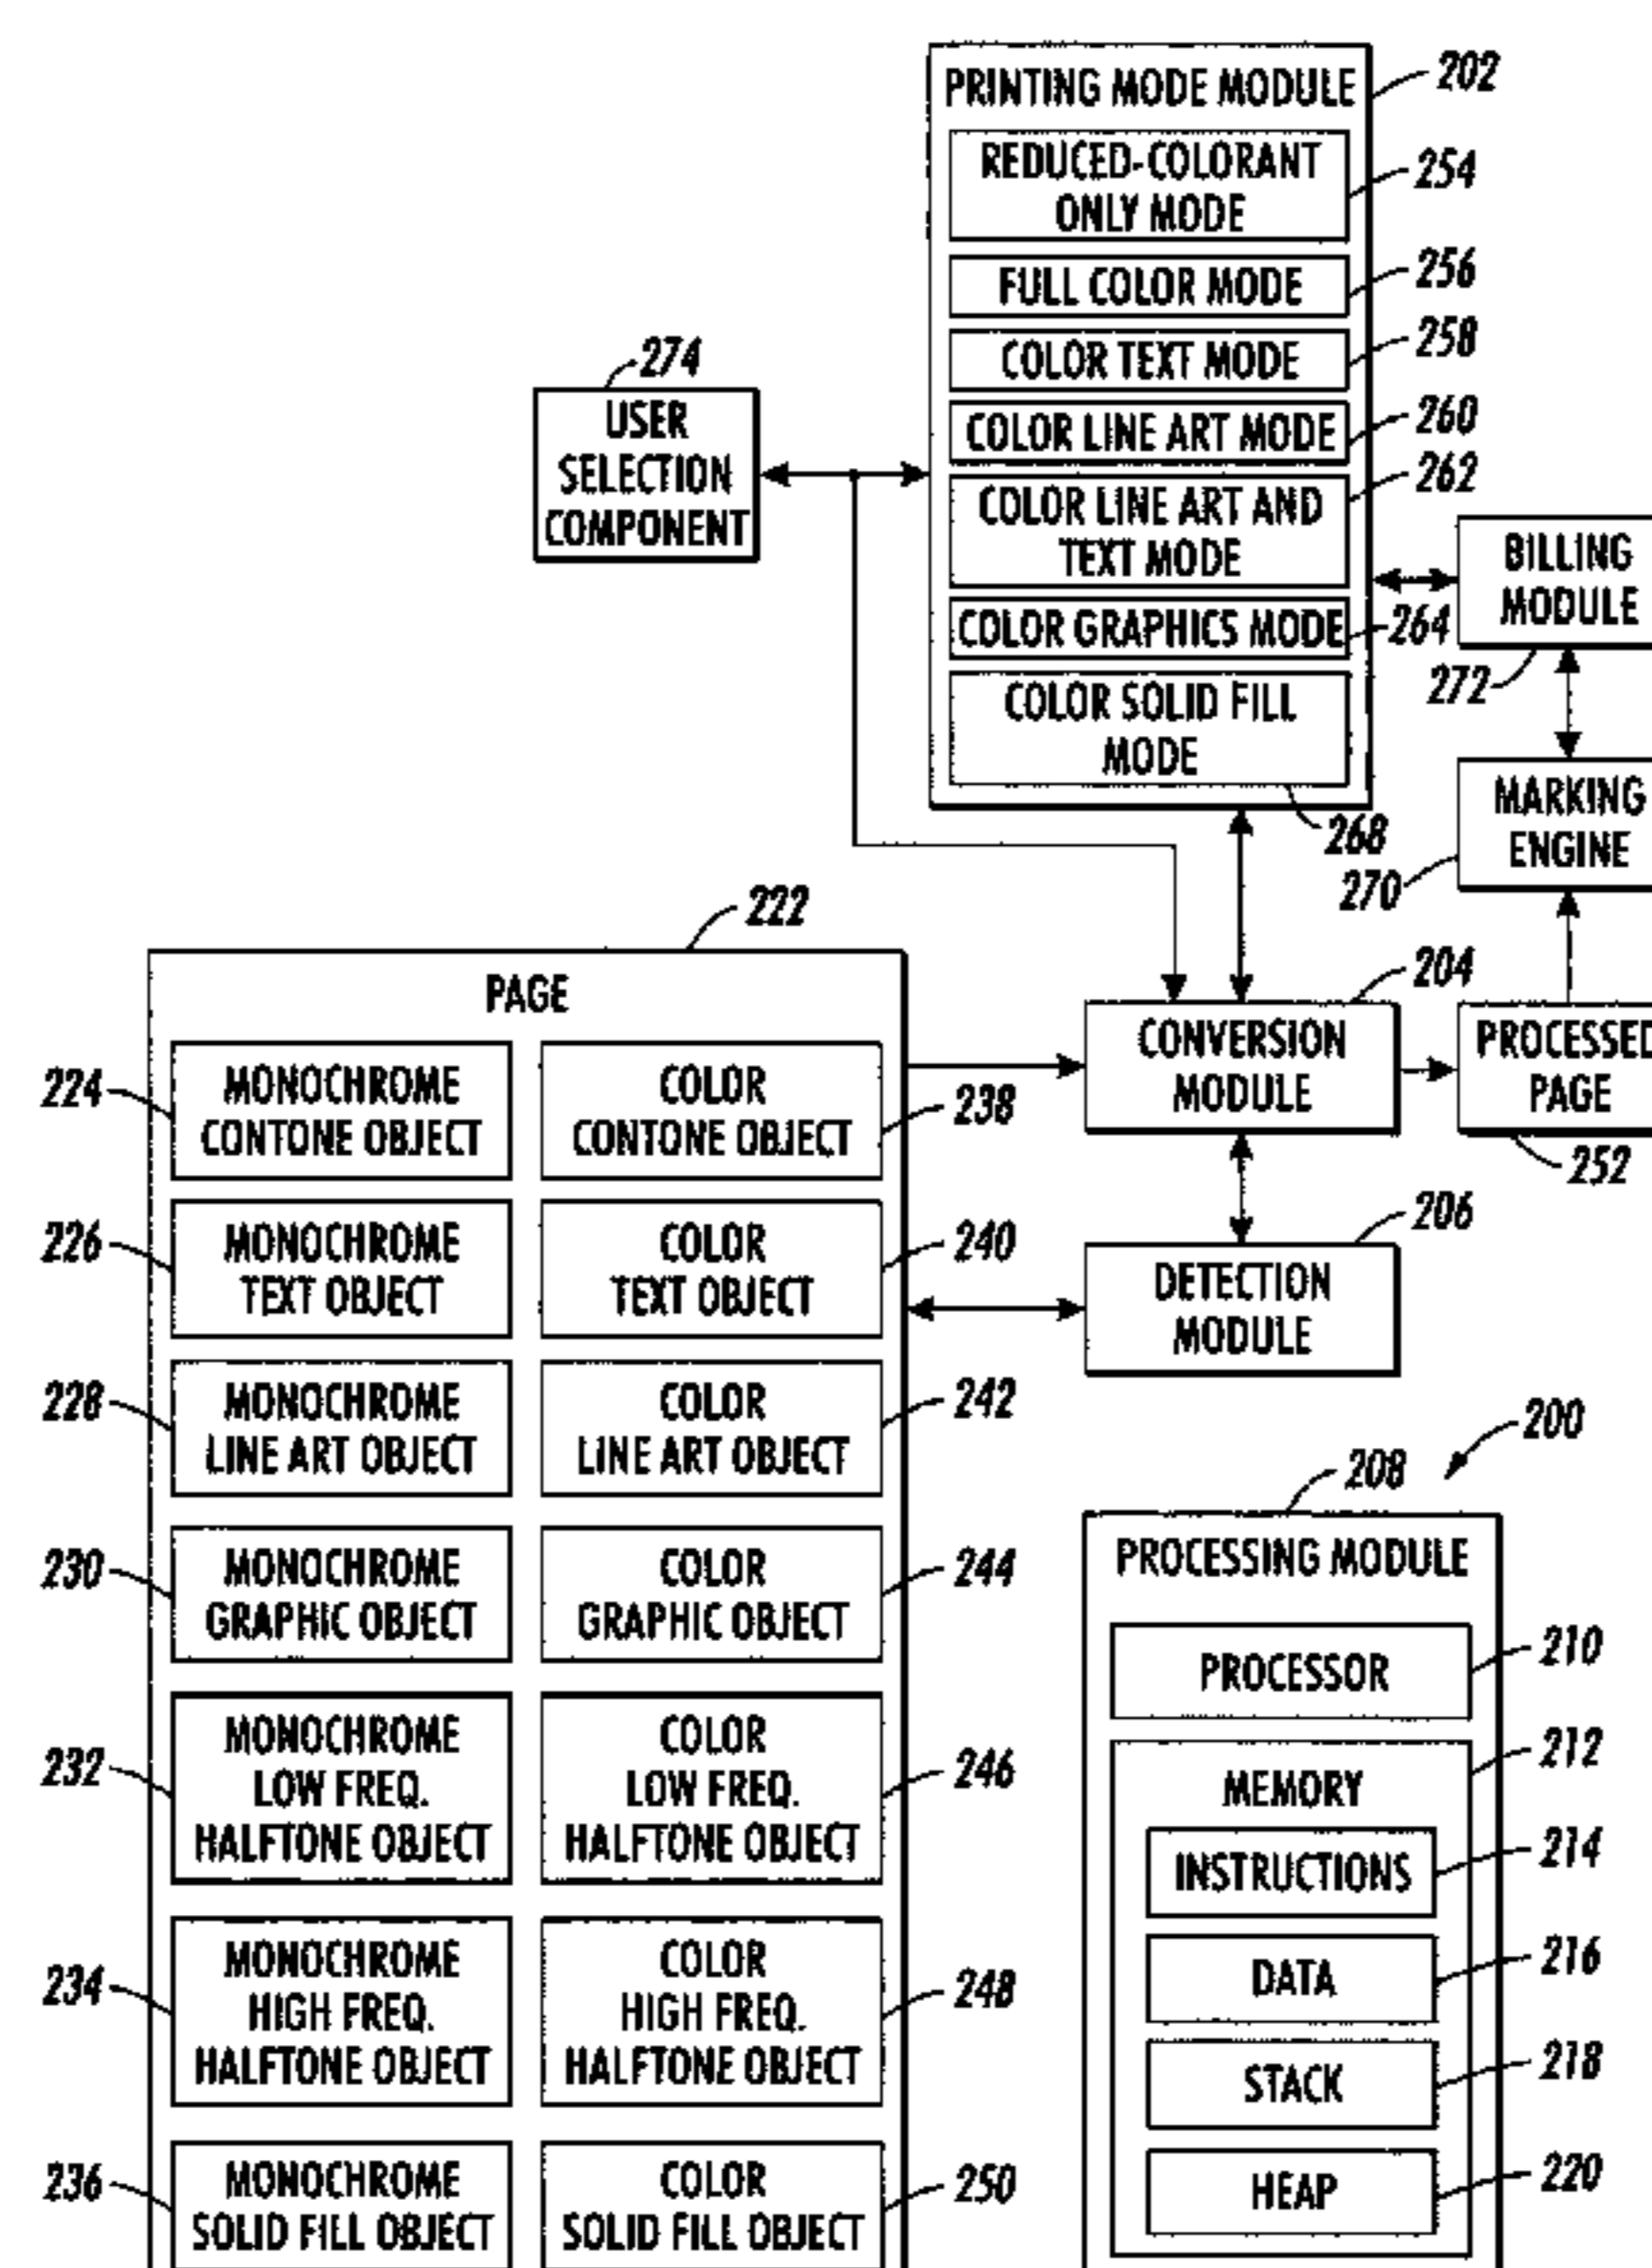 PRINTING MODE MODULE
202
REDUCED-COLORANT
ONLY MODE
254
FULL COLOR MODE
256
COLOR TEXT MODE
258
COLOR LINE ART MODE
260
COLOR LINE ART AND
TEXT MODE
262
COLOR GRAPHICS MODE
264
COLOR SOLID FILL
MODE
268
274
USER
SELECTION
COMPONENT
BILLING
MODULE
272
MARKING
ENGINE
270
204
CONVERSION
MODULE
PROCESSED
PAGE
252
206
DETECTION
MODULE
222
PAGE
224
MONOCHROME
CONTONE OBJECT
COLOR
CONTONE OBJECT
238
226
MONOCHROME
TEXT OBJECT
COLOR
TEXT OBJECT
240
228
MONOCHROME
LINE ART OBJECT
COLOR
LINE ART OBJECT
242
230
MONOCHROME
GRAPHIC OBJECT
COLOR
GRAPHIC OBJECT
244
232
MONOCHROME
LOW FREQ.
HALFTONE OBJECT
COLOR
LOW FREQ.
HALFTONE OBJECT
246
234
MONOCHROME
HIGH FREQ.
HALFTONE OBJECT
COLOR
HIGH FREQ.
HALFTONE OBJECT
248
236
MONOCHROME
SOLID FILL OBJECT
COLOR
SOLID FILL OBJECT
250
200
208
PROCESSING MODULE
PROCESSOR
210
MEMORY
212
INSTRUCTIONS
214
DATA
216
STACK
218
HEAP
220